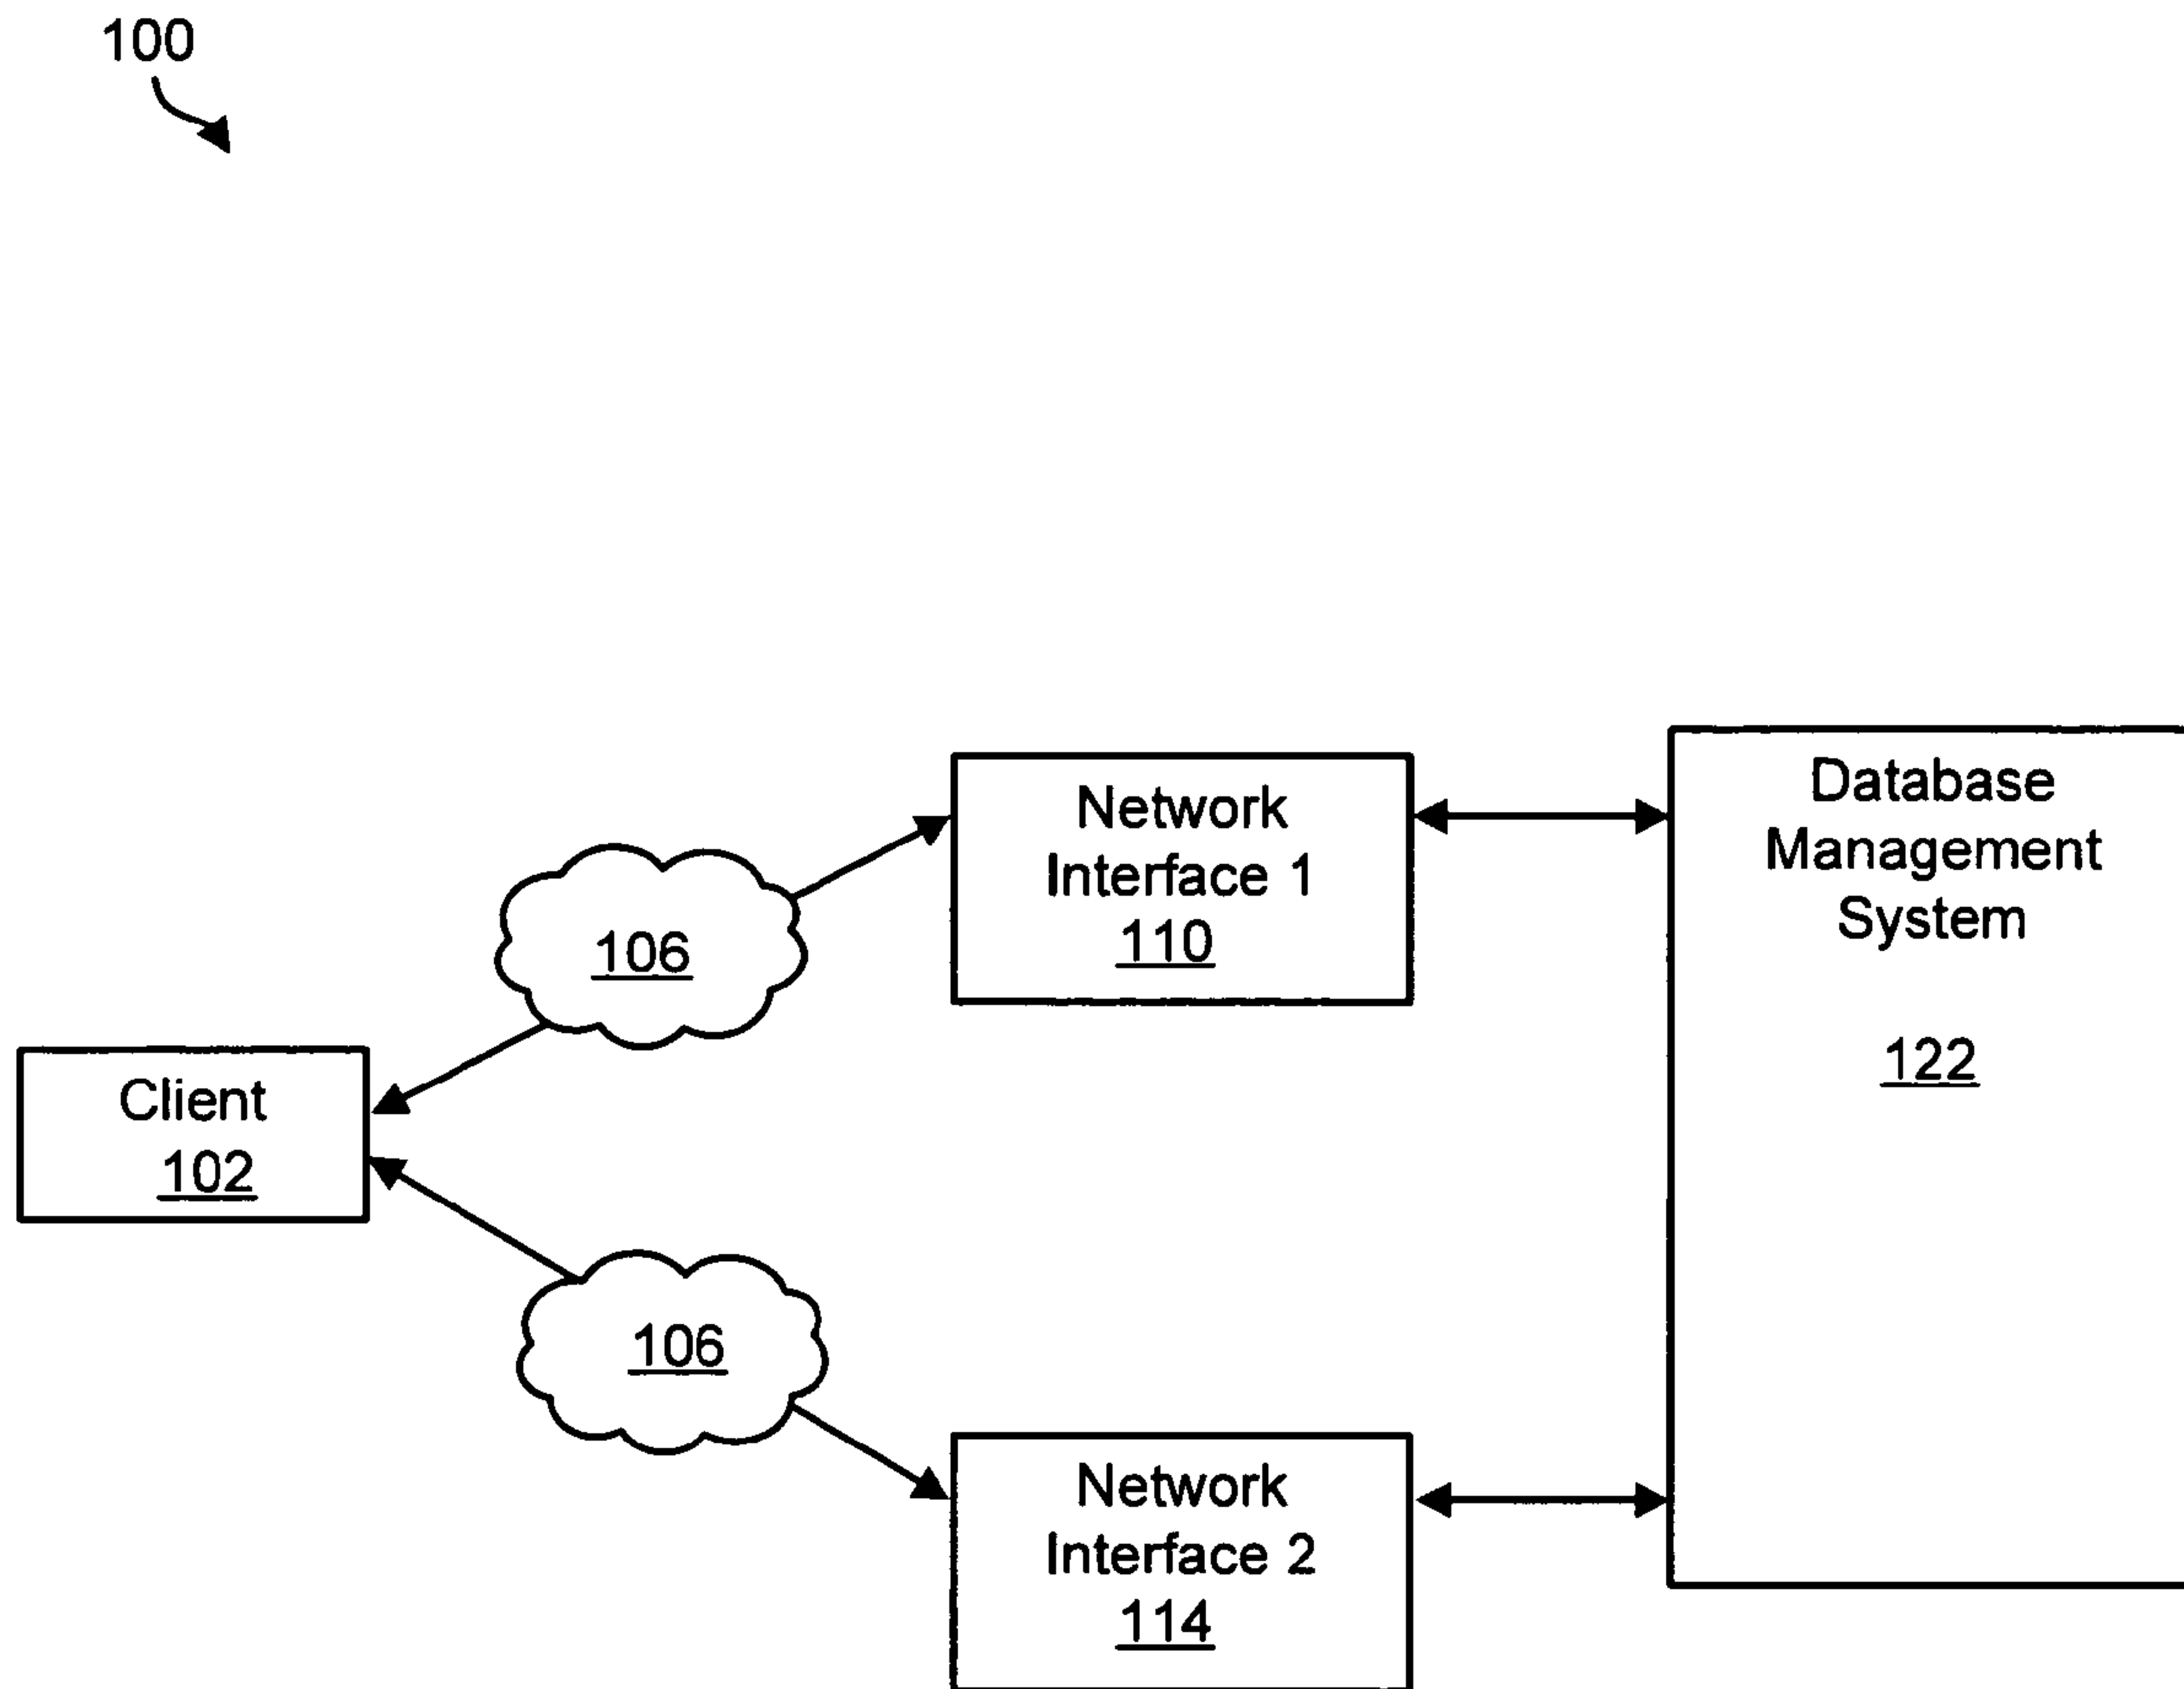 100
Network
Interface 1
110
Database
Management
System
122
106
Client
102
106
Network
Interface 2
114